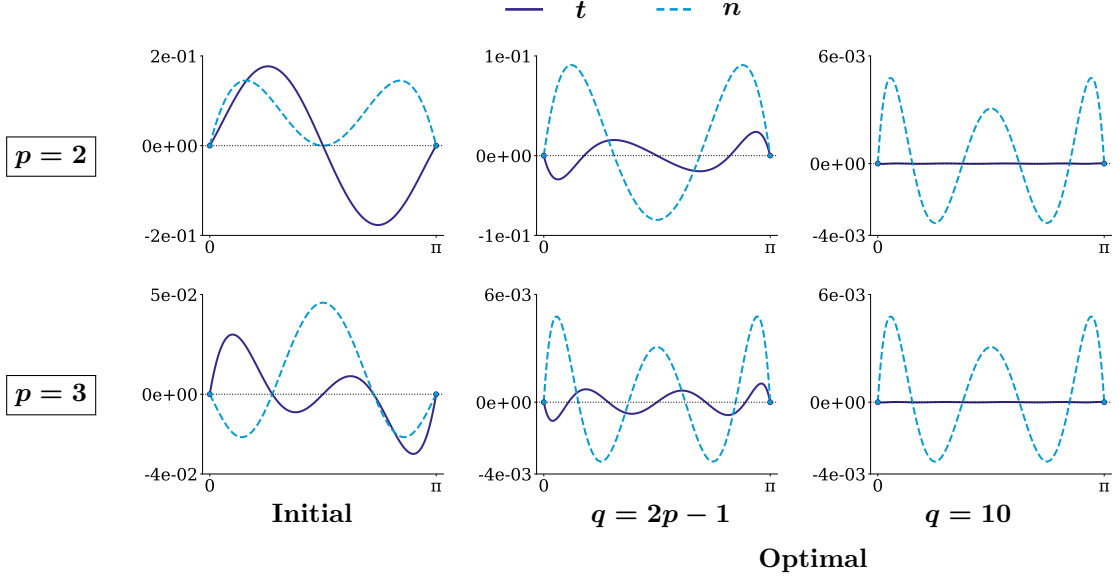 t n
2e-01 1e-01 6e-03
p = 2
0e+00 0e+00 0e+00
-2e-01 -1e-01 -4e-03
0 π 0 π 0 π
5e-02 6e-03 6e-03
p = 3
0e+00 0e+00 0e+00
-4e-02 -4e-03 -4e-03
0 π 0 π 0 π
Initial q = 2p − 1 q = 10
Optimal